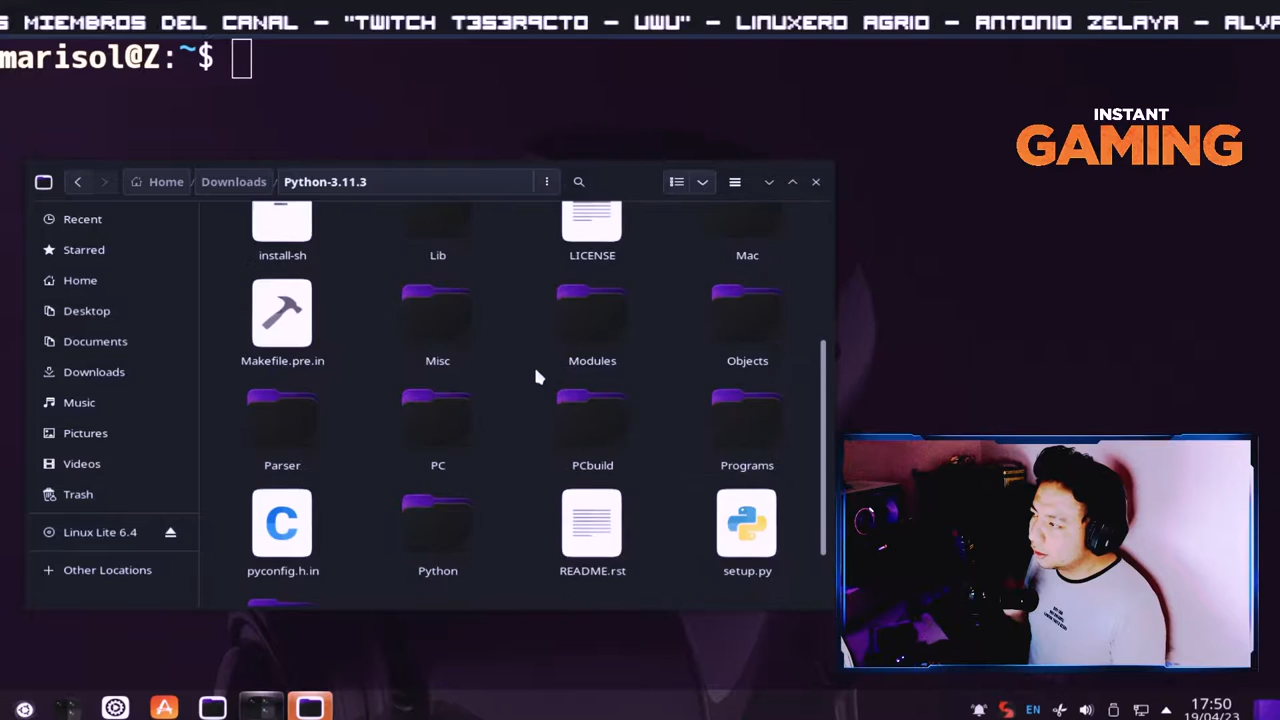 S MIEMBROS DEL CANAL - "TWITCH T3S3R4CTO - UWU" - LINUXERO AGRIO - ANTONIO ZELAYA - ALVA
marisol@Z:~$
INSTANT
GAMING
Home / Downloads / Python-3.11.3
Recent
Starred
Home
Desktop
Documents
Downloads
Music
Pictures
Videos
Trash
Linux Lite 6.4
Other Locations
install-sh
Lib
LICENSE
Mac
Makefile.pre.in
Misc
Modules
Objects
Parser
PC
PCbuild
Programs
pyconfig.h.in
Python
README.rst
setup.py
EN
17:50
19/04/23